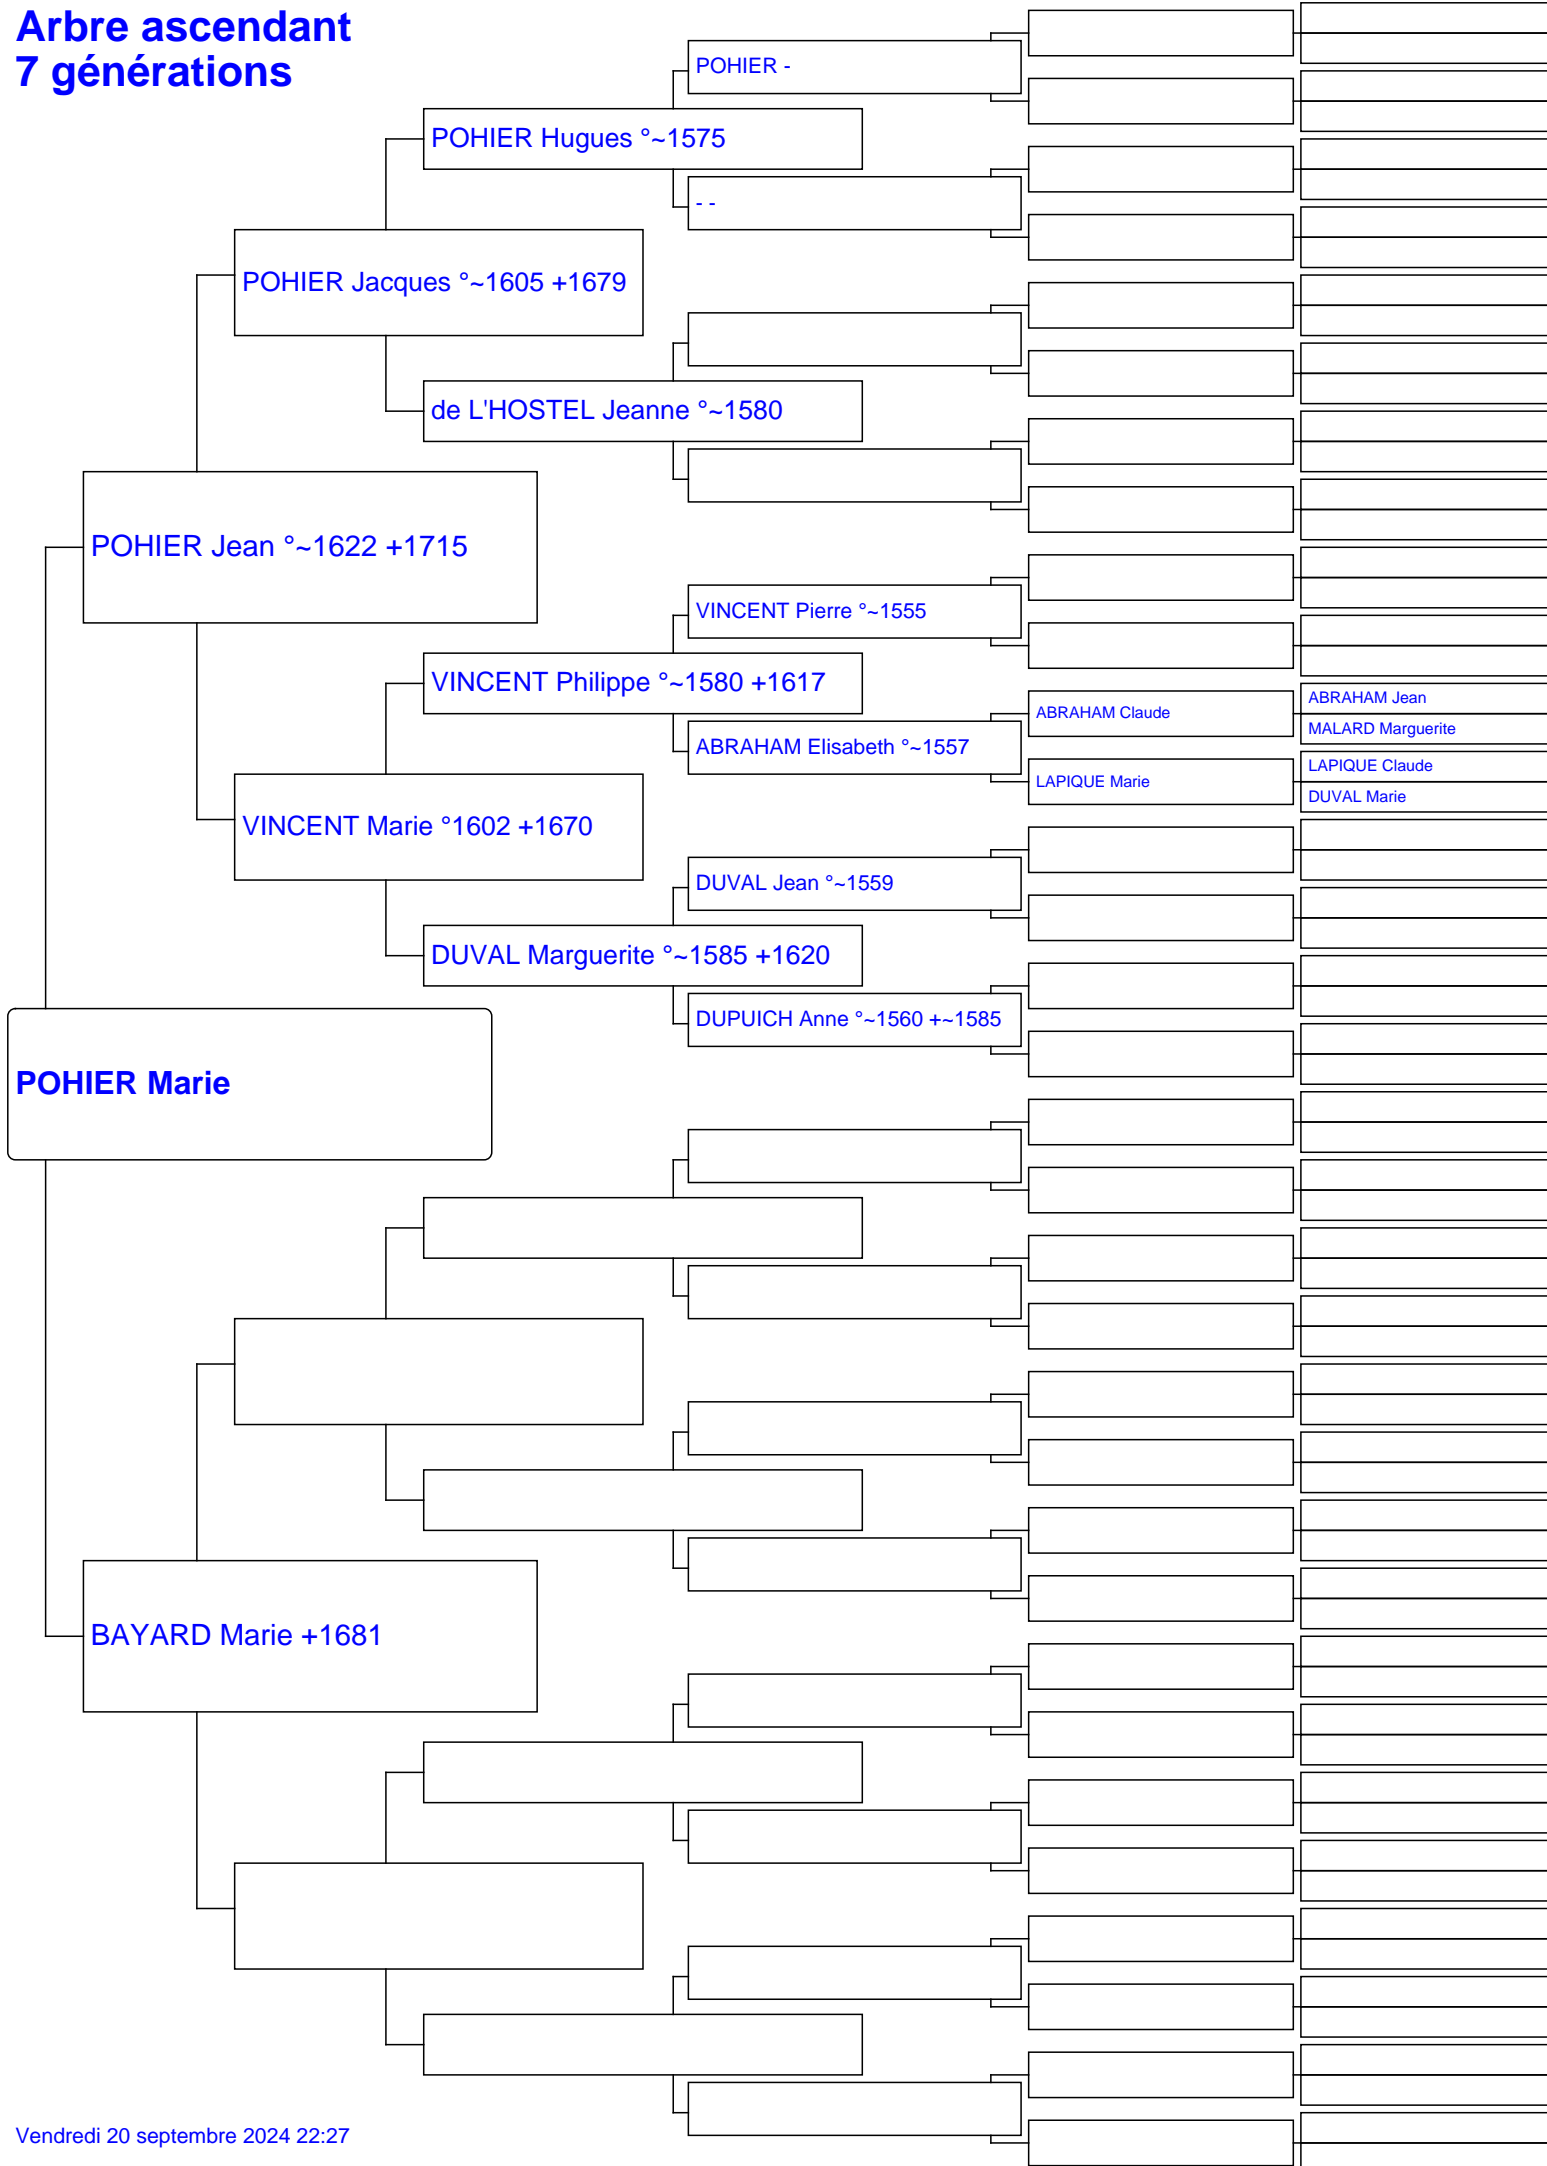 Arbre ascendant
7 générations
POHIER -
POHIER Hugues °~1575
- -
POHIER Jacques °~1605 +1679
de L'HOSTEL Jeanne °~1580
POHIER Jean °~1622 +1715
VINCENT Pierre °~1555
VINCENT Philippe °~1580 +1617
ABRAHAM Jean
ABRAHAM Claude
MALARD Marguerite
ABRAHAM Elisabeth °~1557
LAPIQUE Claude
LAPIQUE Marie
DUVAL Marie
VINCENT Marie °1602 +1670
DUVAL Jean °~1559
DUVAL Marguerite °~1585 +1620
DUPUICH Anne °~1560 +~1585
POHIER Marie
BAYARD Marie +1681
Vendredi 20 septembre 2024 22:27